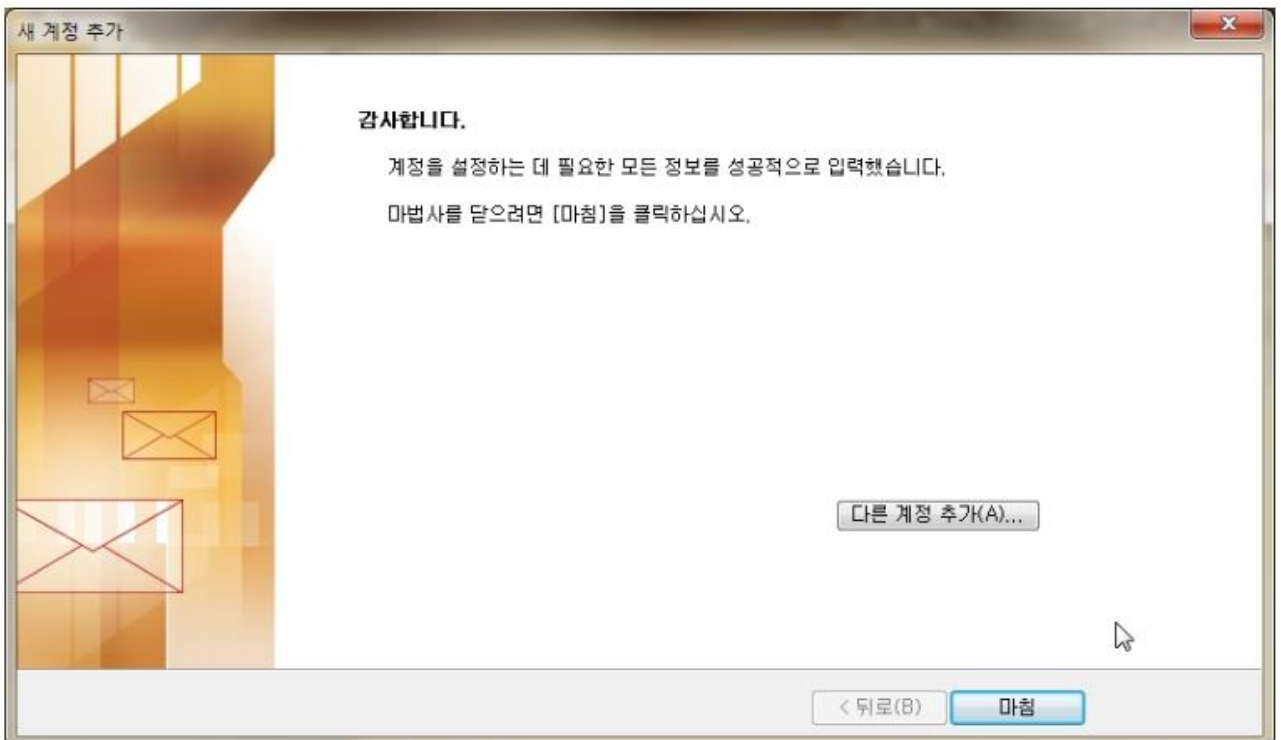 새 계정 추가
감사합니다.
계정을 설정하는 데 필요한 모든 정보를 성공적으로 입력했습니다.
마법사를 닫으려면 [마침]을 클릭하십시오.
다른 계정 추가(A)...
< 뒤로(B)
마침